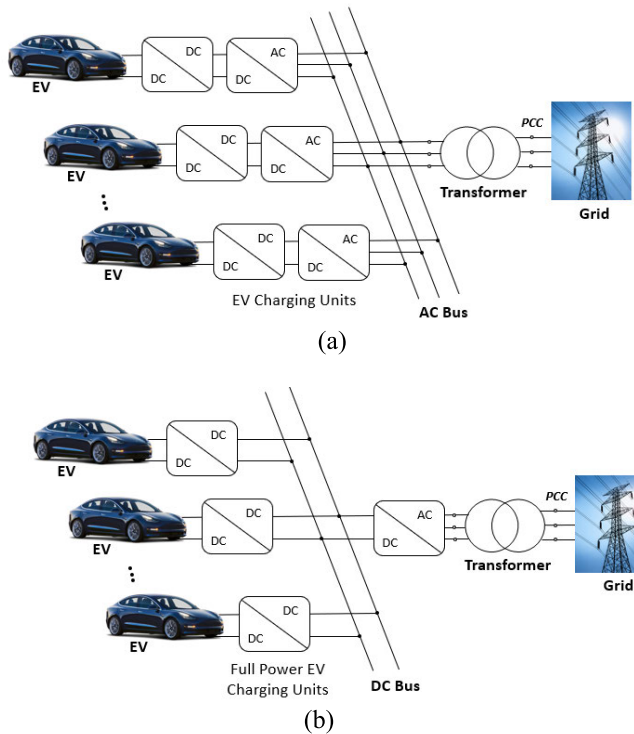 DC
AC
DC
DC
EV
PCC
DC
AC
DC
DC
EV
Transformer
Grid
DC
AC
DC
DC
EV
EV Charging Units
AC Bus
(a)
DC
DC
EV
PCC
DC
AC
DC
DC
EV
Transformer
Grid
DC
DC
EV
Full Power EV
Charging Units
DC Bus
(b)